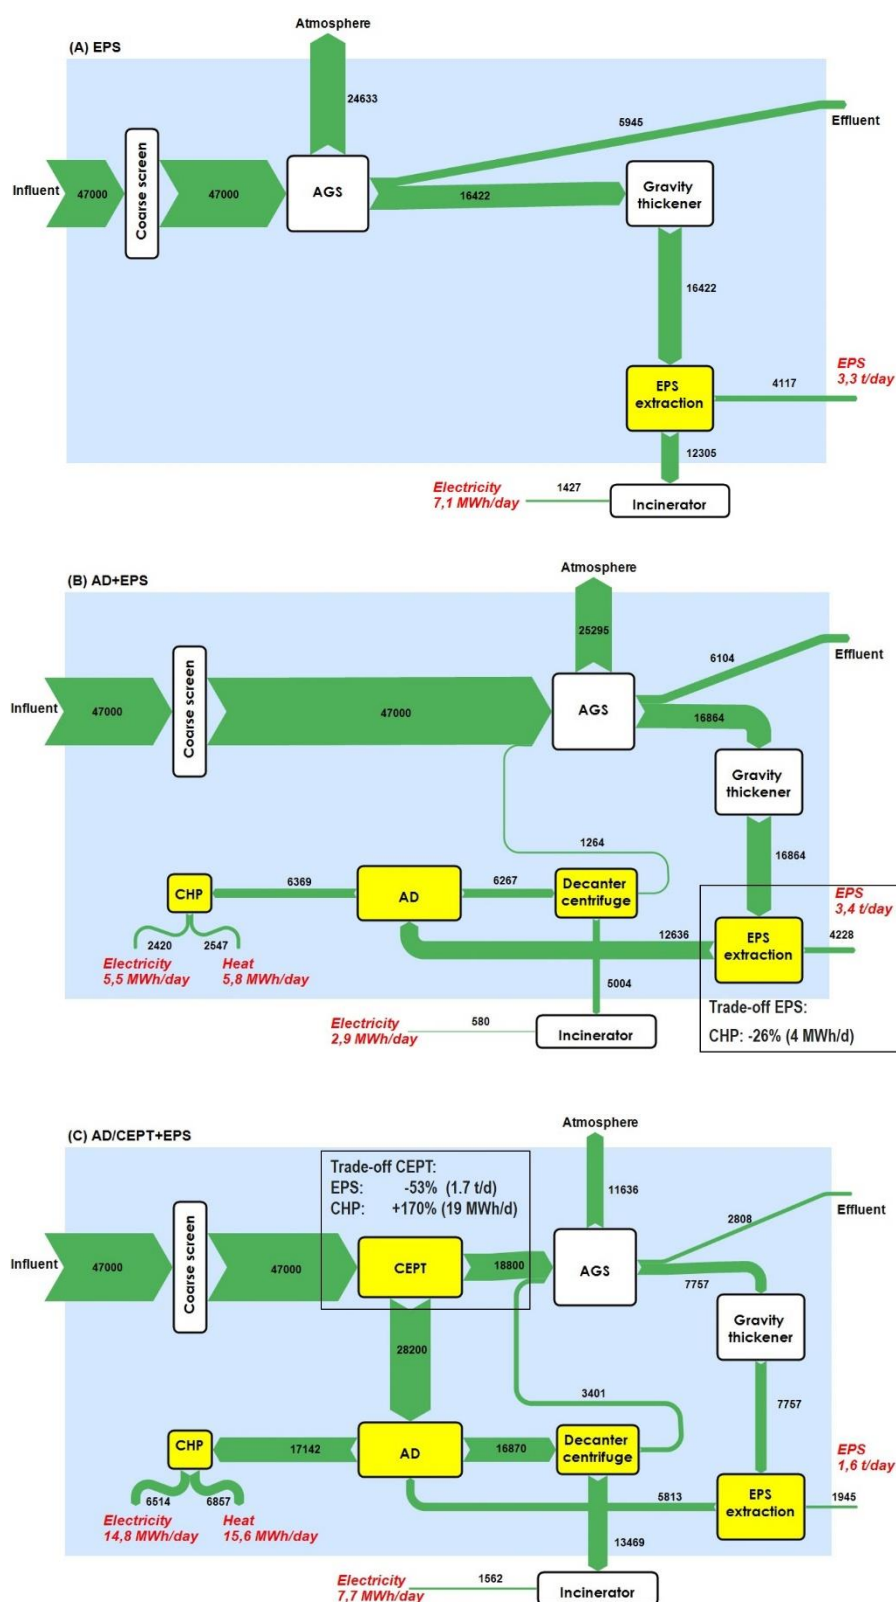 (A) EPS
Atmosphere
24633
5945
Effluent
Influent
47000
Coarse screen
47000
AGS
16422
Gravity
thickener
16422
EPS
extraction
4117
EPS
3,3 t/day
12305
Electricity
7,1 MWh/day
1427
Incinerator
(B) AD+EPS
Atmosphere
25295
6104
Effluent
Influent
47000
Coarse screen
47000
AGS
16864
Gravity
thickener
1264
16864
CHP
6369
AD
6267
Decanter
centrifuge
EPS
3,4 t/day
2420
2547
Electricity
5,5 MWh/day
Heat
5,8 MWh/day
12636
EPS
extraction
4228
5004
Trade-off EPS:
CHP: -26% (4 MWh/d)
Electricity
2,9 MWh/day
580
Incinerator
(C) AD/CEPT+EPS
Atmosphere
Trade-off CEPT:
EPS: -53% (1.7 t/d)
CHP: +170% (19 MWh/d)
11636
2808
Effluent
Influent
47000
Coarse screen
47000
CEPT
18800
AGS
7757
Gravity
thickener
28200
3401
7757
CHP
17142
AD
16870
Decanter
centrifuge
EPS
1,6 t/day
6514
6857
Electricity
14,8 MWh/day
Heat
15,6 MWh/day
5813
EPS
extraction
1945
13469
Electricity
7,7 MWh/day
1562
Incinerator